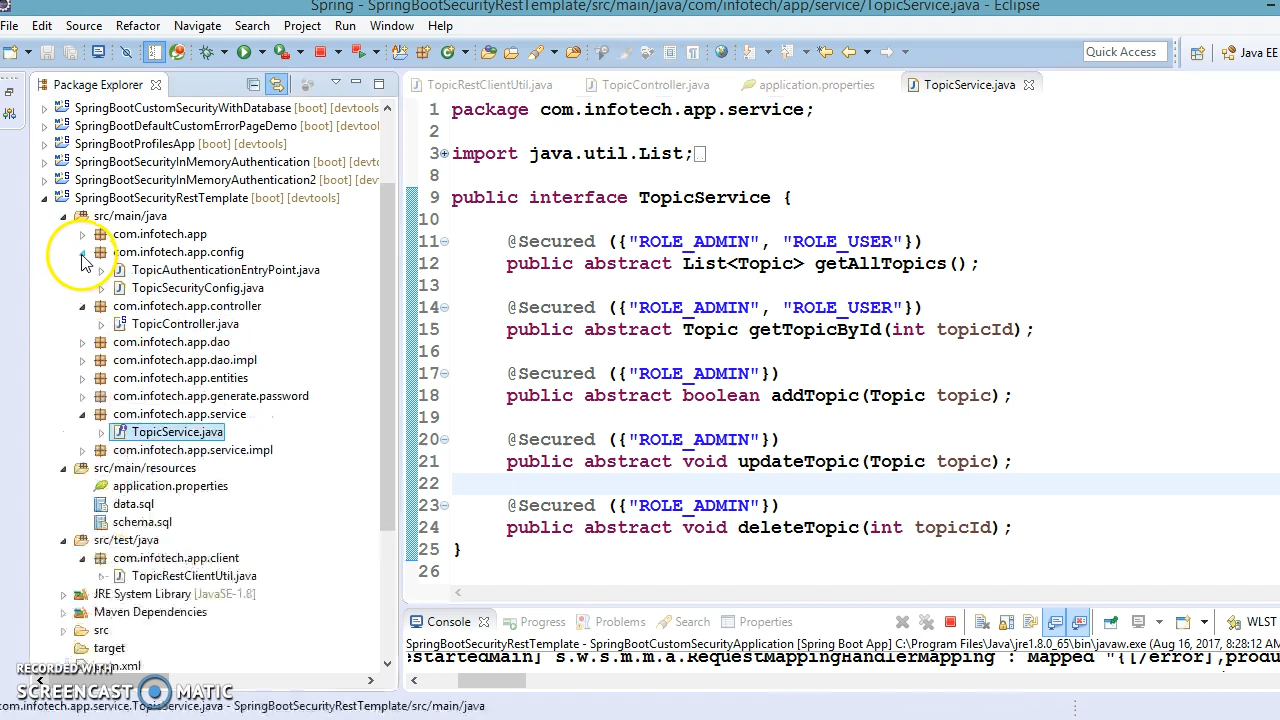 Spring - SpringBootSecurityRestTemplate/src/main/java/com/infotech/app/service/TopicService.java - Eclipse
File Edit Source Refactor Navigate Search Project Run Window Help
Quick Access
Java EE
Package Explorer
SpringBootCustomSecurityWithDatabase [boot] [devtools
SpringBootDefaultCustomErrorPageDemo [boot] [devtools
SpringBootProfilesApp [boot] [devtools]
SpringBootSecurityInMemoryAuthentication [boot] [devtools
SpringBootSecurityInMemoryAuthentication2 [boot] [dev
SpringBootSecurityRestTemplate [boot] [devtools]
src/main/java
com.infotech.app
com.infotech.app.config
TopicAuthenticationEntryPoint.java
TopicSecurityConfig.java
com.infotech.app.controller
TopicController.java
com.infotech.app.dao
com.infotech.app.dao.impl
com.infotech.app.entities
com.infotech.app.generate.password
com.infotech.app.service
TopicService.java
com.infotech.app.service.impl
src/main/resources
application.properties
data.sql
schema.sql
src/test/java
com.infotech.app.client
TopicRestClientUtil.java
JRE System Library [JavaSE-1.8]
Maven Dependencies
src
target
TopicRestClientUtil.java TopicController.java application.properties TopicService.java
1 package com.infotech.app.service;
2
3 import java.util.List;
8
9 public interface TopicService {
10
11 @Secured ({"ROLE_ADMIN", "ROLE_USER"})
12 public abstract List<Topic> getAllTopics();
13
14 @Secured ({"ROLE_ADMIN", "ROLE_USER"})
15 public abstract Topic getTopicById(int topicId);
16
17 @Secured ({"ROLE_ADMIN"})
18 public abstract boolean addTopic(Topic topic);
19
20 @Secured ({"ROLE_ADMIN"})
21 public abstract void updateTopic(Topic topic);
22
23 @Secured ({"ROLE_ADMIN"})
24 public abstract void deleteTopic(int topicId);
25 }
26
Console Progress Problems Search Properties
WLST
SpringBootSecurityRestTemplate - SpringBootCustomSecurityApplication [Spring Boot App] C:\Program Files\Java\jre1.8.0_65\bin\javaw.exe (Aug 16, 2017, 8:28:12 AM)
estartedMain] s.w.s.m.m.a.RequestMappingHandlerMapping : Mapped "{[/error],produ
RECORDED WITH
SCREENCAST MATIC
com.infotech.app.service.TopicService.java - SpringBootSecurityRestTemplate/src/main/java